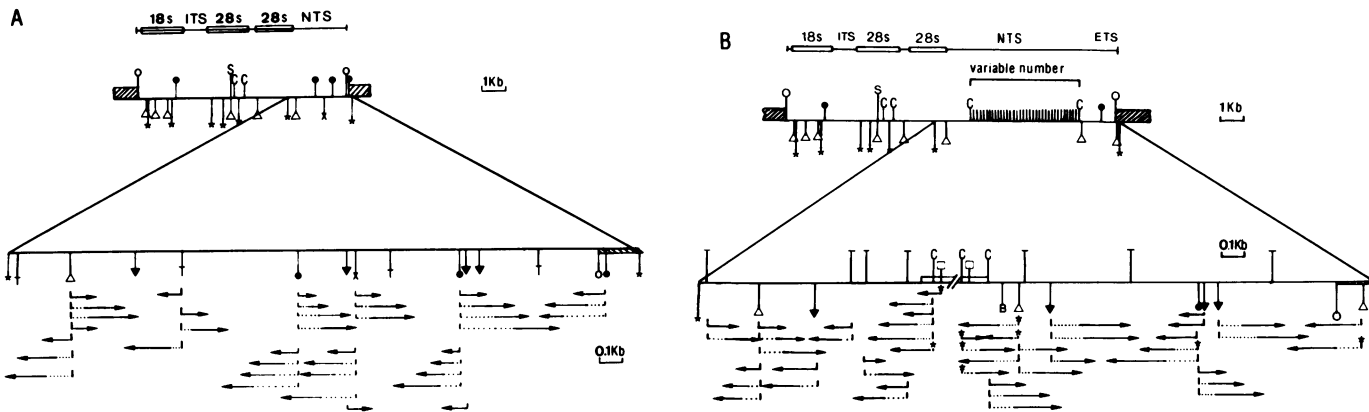 A
18s ITS 28s 28s NTS
S
C C
1Kb
0.1Kb
B
18s ITS 28s 28s NTS ETS
variable number
S
C C
C
C
1Kb
0.1Kb
C C C
B